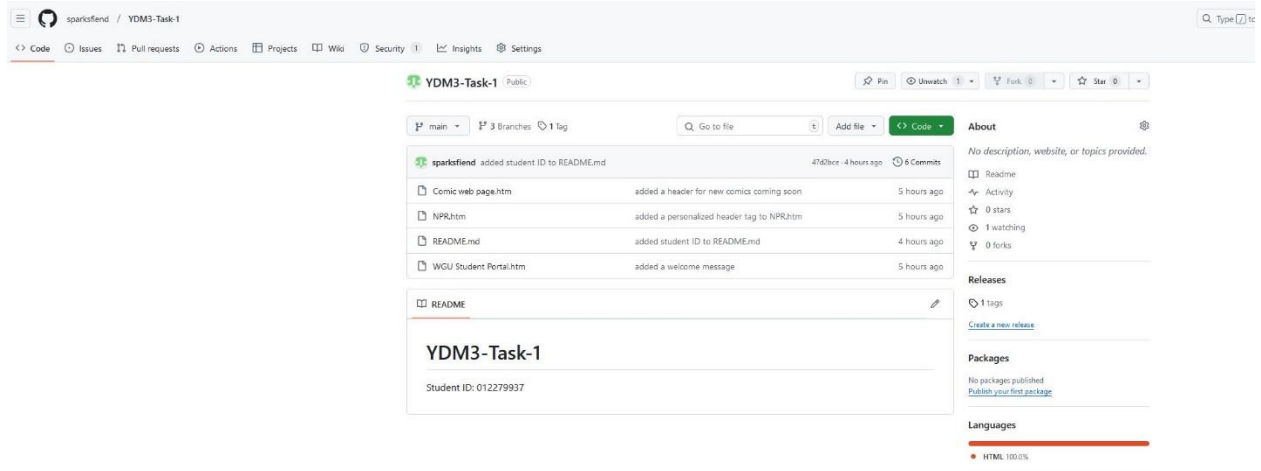 sparksfiend / YDM3-Task-1
Type / to
Code Issues Pull requests Actions Projects Wiki Security 1 Insights Settings
YDM3-Task-1 Public
Pin Unwatch 1 Fork 0 Star 0
main 3 Branches 1 Tag Go to file t Add file Code
sparksfiend added student ID to README.md 47d2bce · 4 hours ago 6 Commits
Comic web page.htm added a header for new comics coming soon 5 hours ago
NPR.htm added a personalized header tag to NPR.htm 5 hours ago
README.md added student ID to README.md 4 hours ago
WGU Student Portal.htm added a welcome message 5 hours ago
README
YDM3-Task-1
Student ID: 012279937
About
No description, website, or topics provided.
Readme
Activity
0 stars
1 watching
0 forks
Releases
1 tags
Create a new release
Packages
No packages published
Publish your first package
Languages
HTML 100.0%